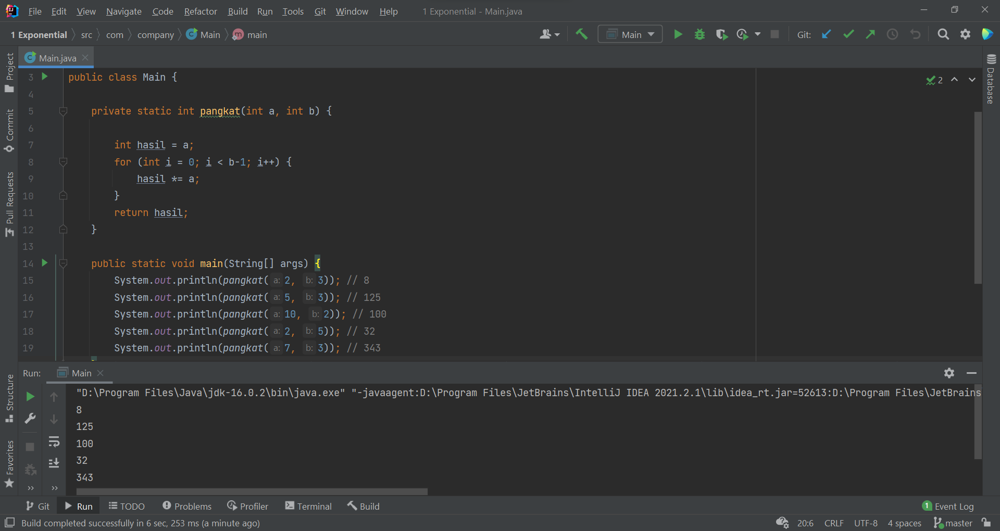 File Edit View Navigate Code Refactor Build Run Tools Git Window Help 1 Exponential - Main.java
1 Exponential src com company Main main Main Git:
Project
Commit
Pull Requests
Structure
Favorites
Database
Main.java
2
3 public class Main {
4
5 private static int pangkat(int a, int b) {
6
7 int hasil = a;
8 for (int i = 0; i < b-1; i++) {
9 hasil *= a;
10 }
11 return hasil;
12 }
13
14 public static void main(String[] args) {
15 System.out.println(pangkat( a: 2, b: 3)); // 8
16 System.out.println(pangkat( a: 5, b: 3)); // 125
17 System.out.println(pangkat( a: 10, b: 2)); // 100
18 System.out.println(pangkat( a: 2, b: 5)); // 32
19 System.out.println(pangkat( a: 7, b: 3)); // 343
Run: Main
"D:\Program Files\Java\jdk-16.0.2\bin\java.exe" "-javaagent:D:\Program Files\JetBrains\IntelliJ IDEA 2021.2.1\lib\idea_rt.jar=52613:D:\Program Files\JetBrains
8
125
100
32
343
Git Run TODO Problems Profiler Terminal Build 1 Event Log
Build completed successfully in 6 sec, 253 ms (a minute ago) 20:6 CRLF UTF-8 4 spaces master